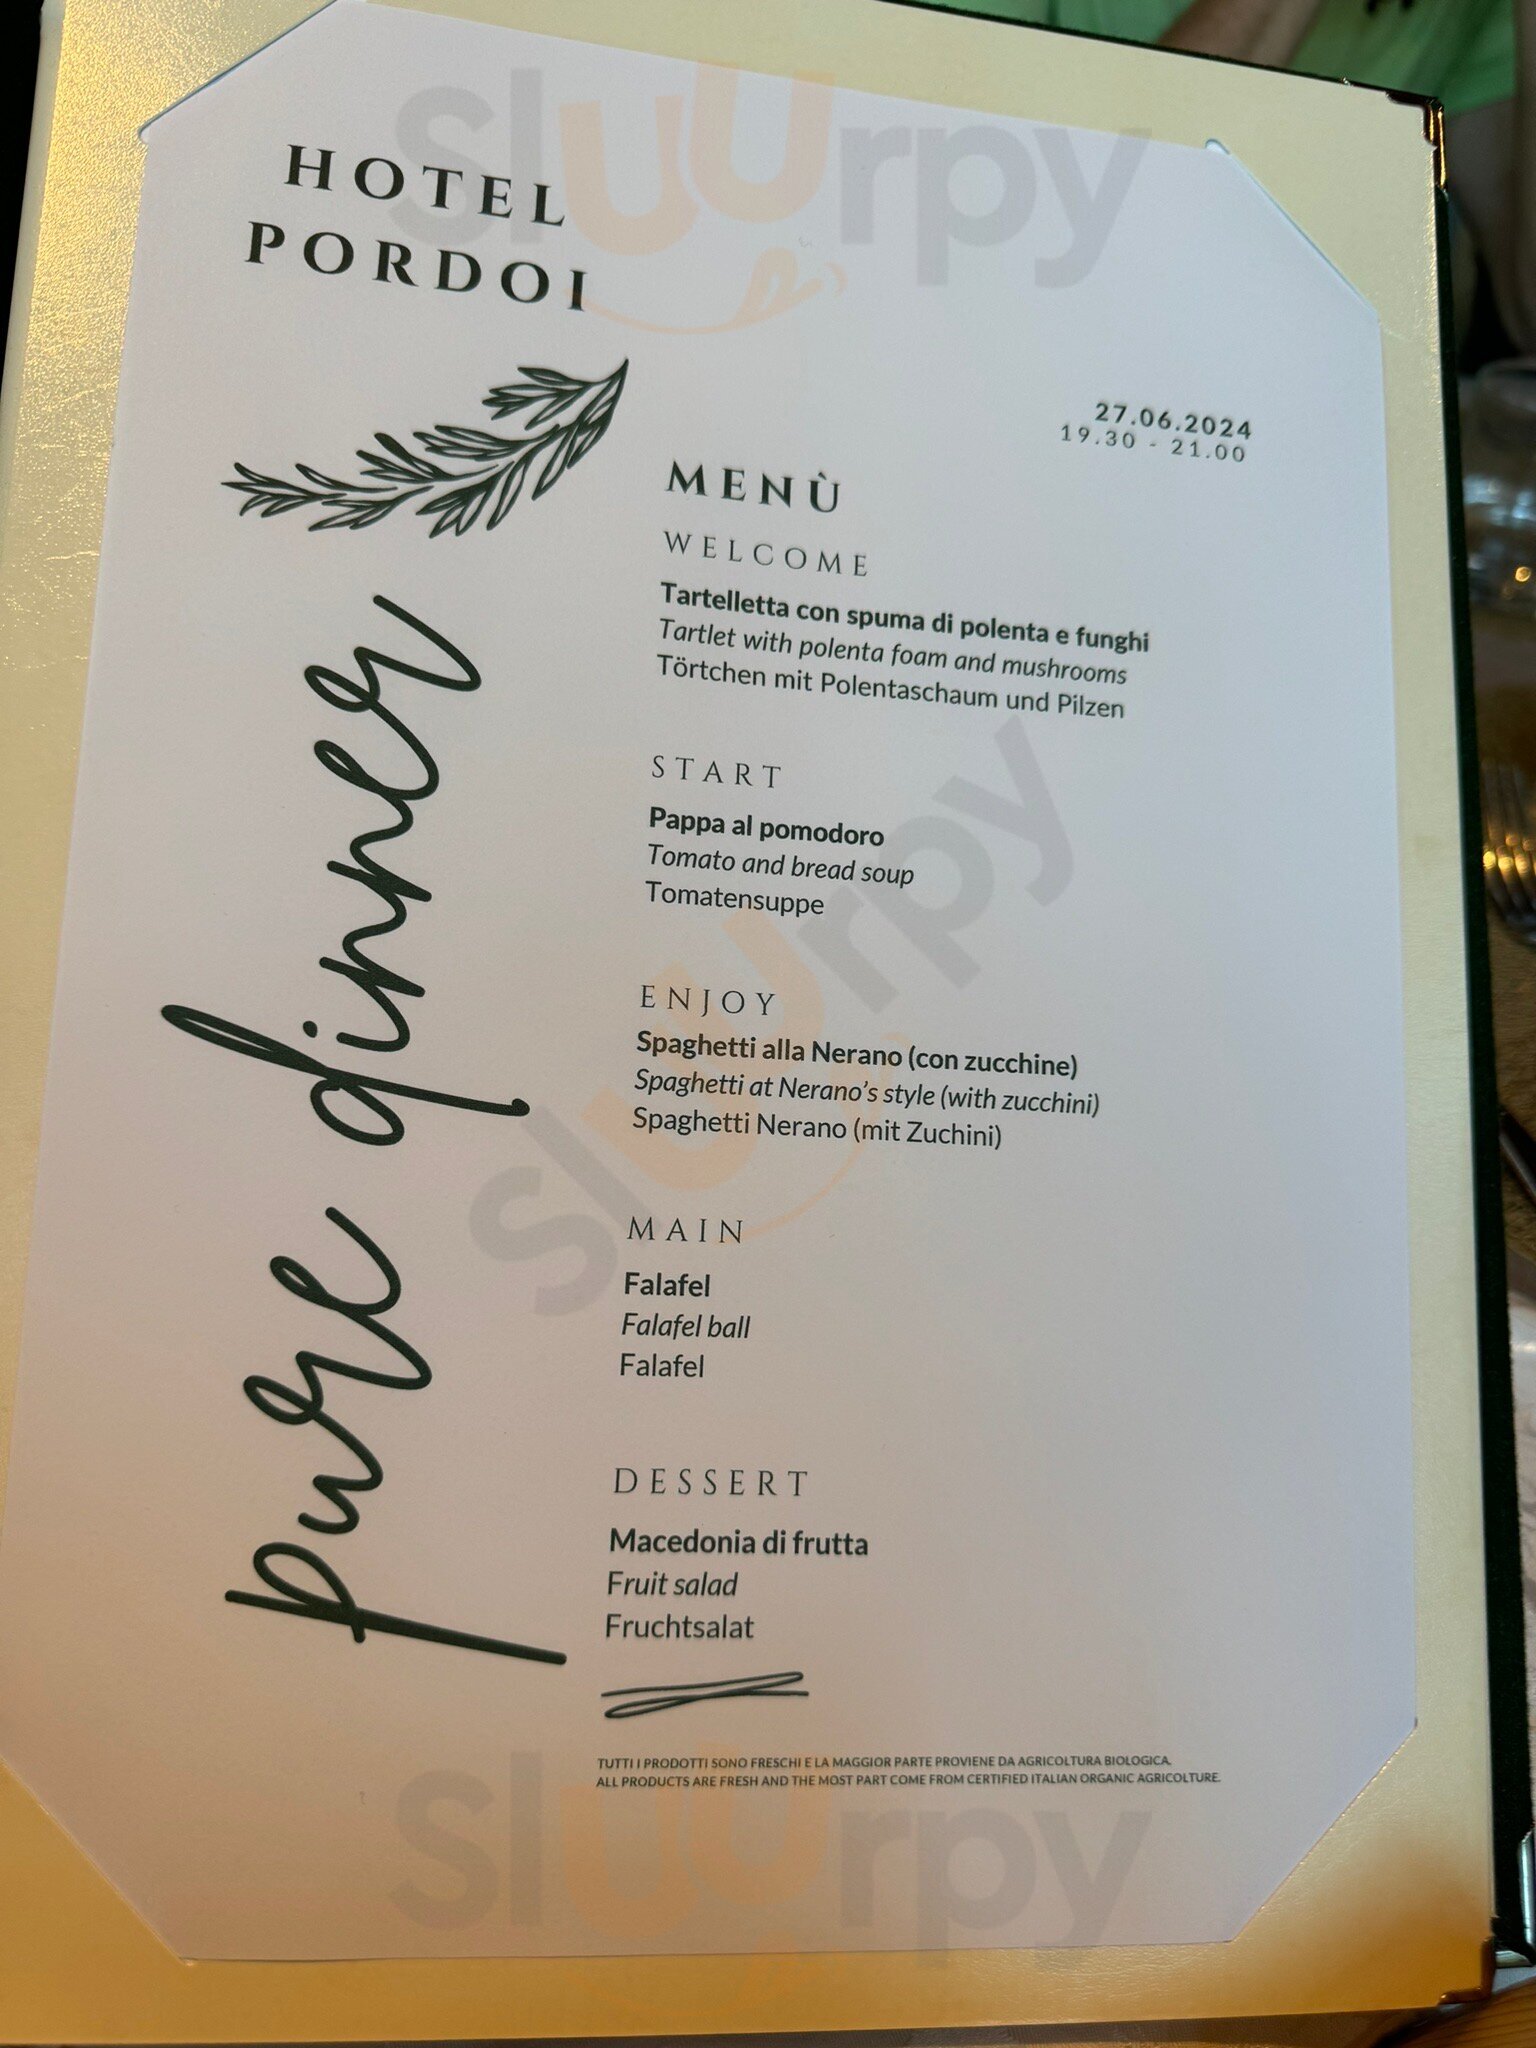 HOTEL
PORDOI
pure dinner
27.06.2024
19.30 - 21.00
MENÙ
WELCOME
Tartelletta con spuma di polenta e funghi
Tartlet with polenta foam and mushrooms
Törtchen mit Polentaschaum und Pilzen
START
Pappa al pomodoro
Tomato and bread soup
Tomatensuppe
ENJOY
Spaghetti alla Nerano (con zucchine)
Spaghetti at Nerano's style (with zucchini)
Spaghetti Nerano (mit Zuchini)
MAIN
Falafel
Falafel ball
Falafel
DESSERT
Macedonia di frutta
Fruit salad
Fruchtsalat
TUTTI I PRODOTTI SONO FRESCHI E LA MAGGIOR PARTE PROVIENE DA AGRICOLTURA BIOLOGICA.
ALL PRODUCTS ARE FRESH AND THE MOST PART COME FROM CERTIFIED ITALIAN ORGANIC AGRICOLTURE.
Sluurpy
Sluurpy
Sluurpy